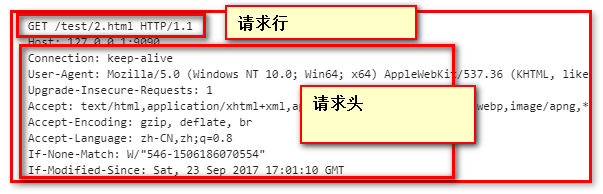 GET /test/2.html HTTP/1.1
请求行
Host: 127.0.0.1:9090
Connection: keep-alive
User-Agent: Mozilla/5.0 (Windows NT 10.0; Win64; x64) AppleWebKit/537.36 (KHTML, like
Upgrade-Insecure-Requests: 1
Accept: text/html,application/xhtml+xml,ap webp,image/apng,*
请求头
Accept-Encoding: gzip, deflate, br
Accept-Language: zh-CN,zh;q=0.8
If-None-Match: W/"546-1506186070554"
If-Modified-Since: Sat, 23 Sep 2017 17:01:10 GMT